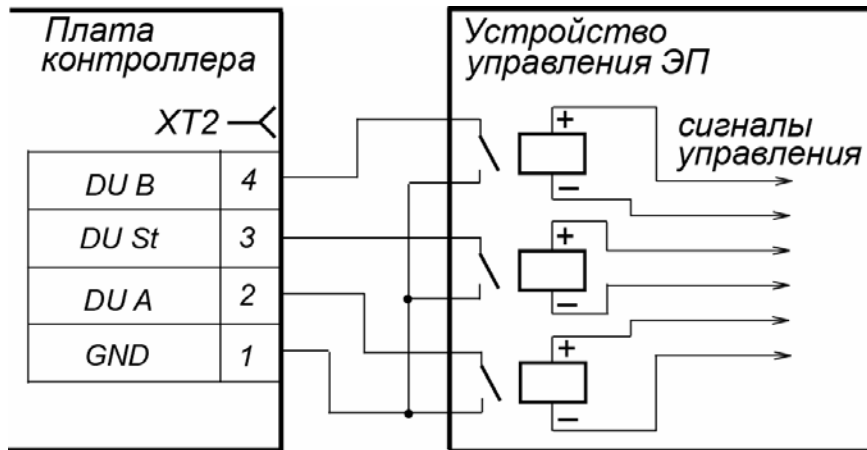 Плата
контроллера
XT2
DU B 4
DU St 3
DU A 2
GND 1
Устройство
управления ЭП
сигналы
управления
+
−
+
−
+
−